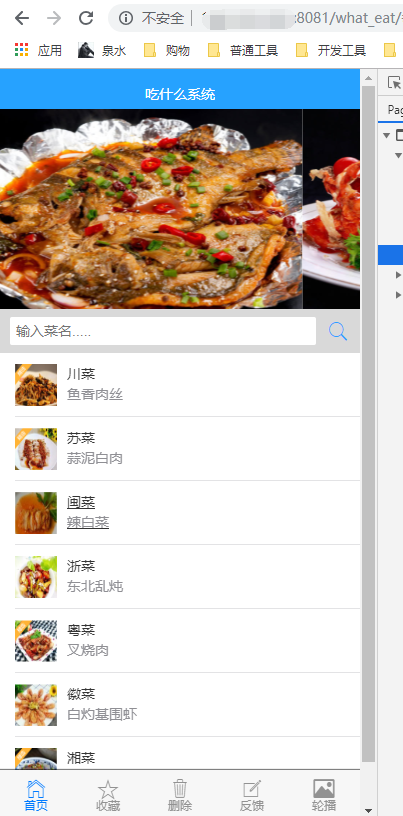 不安全
:8081/what_eat/
应用 泉水 购物 普通工具 开发工具
吃什么系统
输入菜名.....
川菜
鱼香肉丝
苏菜
蒜泥白肉
闽菜
辣白菜
浙菜
东北乱炖
粤菜
叉烧肉
徽菜
白灼基围虾
湘菜
首页 收藏 删除 反馈 轮播
Pag